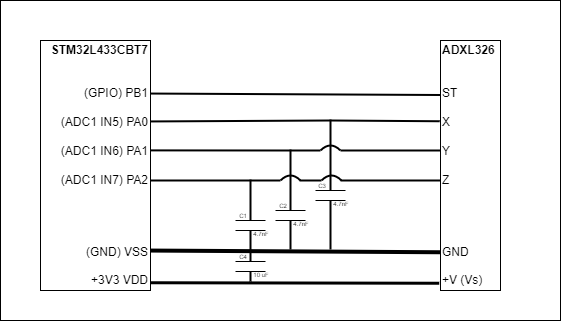 STM32L433CBT7
ADXL326
(GPIO) PB1
ST
(ADC1 IN5) PA0
X
(ADC1 IN6) PA1
Y
(ADC1 IN7) PA2
Z
C3
4.7nF
C2
4.7nF
C1
4.7nF
(GND) VSS
GND
C4
10 uF
+3V3 VDD
+V (Vs)